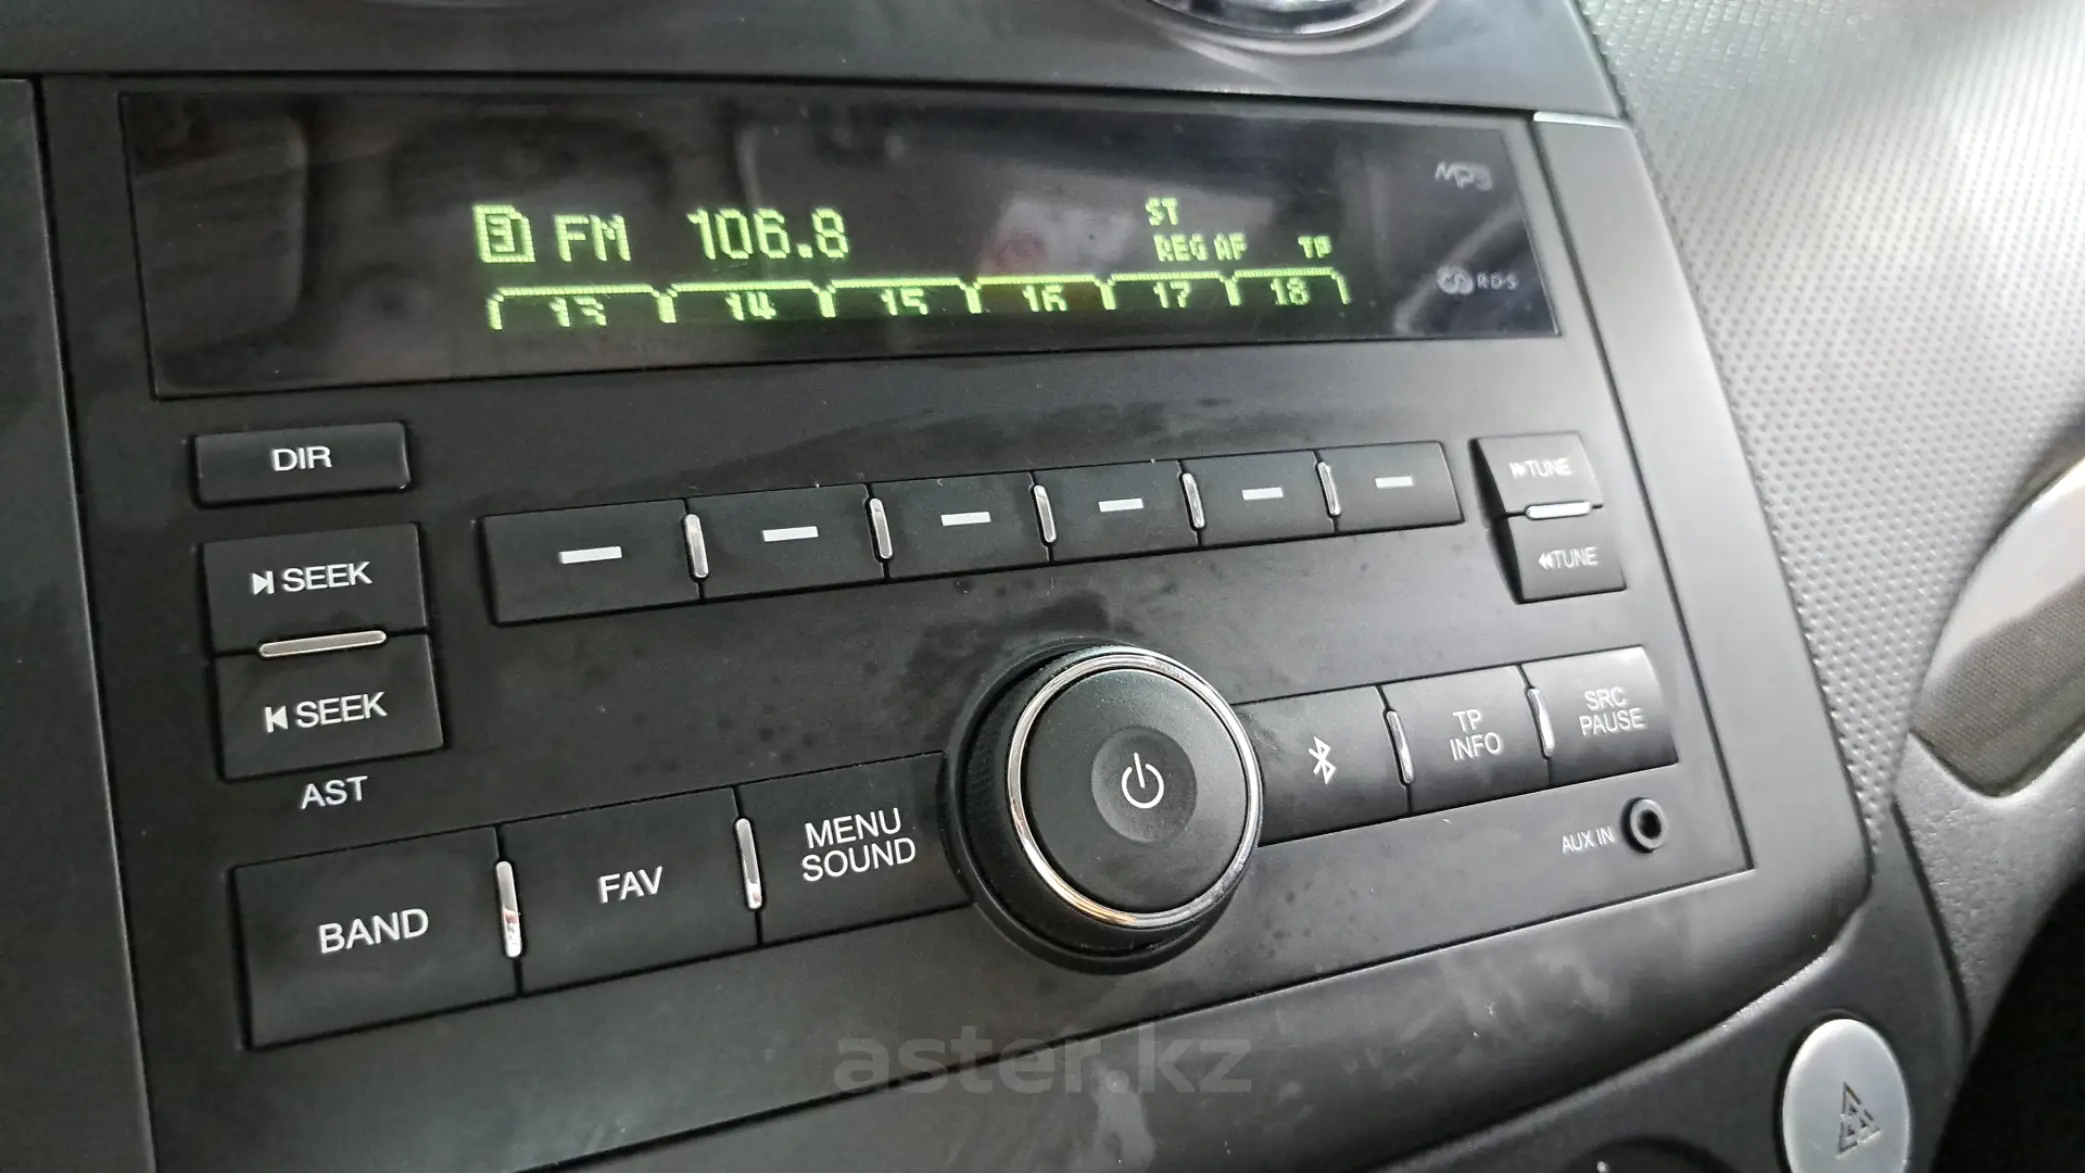 MP3
3 FM 106.8 ST
REG AF TP
RDS
13 14 15 16 17 18
DIR
SEEK
SEEK
AST
TUNE
TUNE
BAND
FAV
MENU
SOUND
TP
INFO
SRC
PAUSE
AUX IN
aster.kz